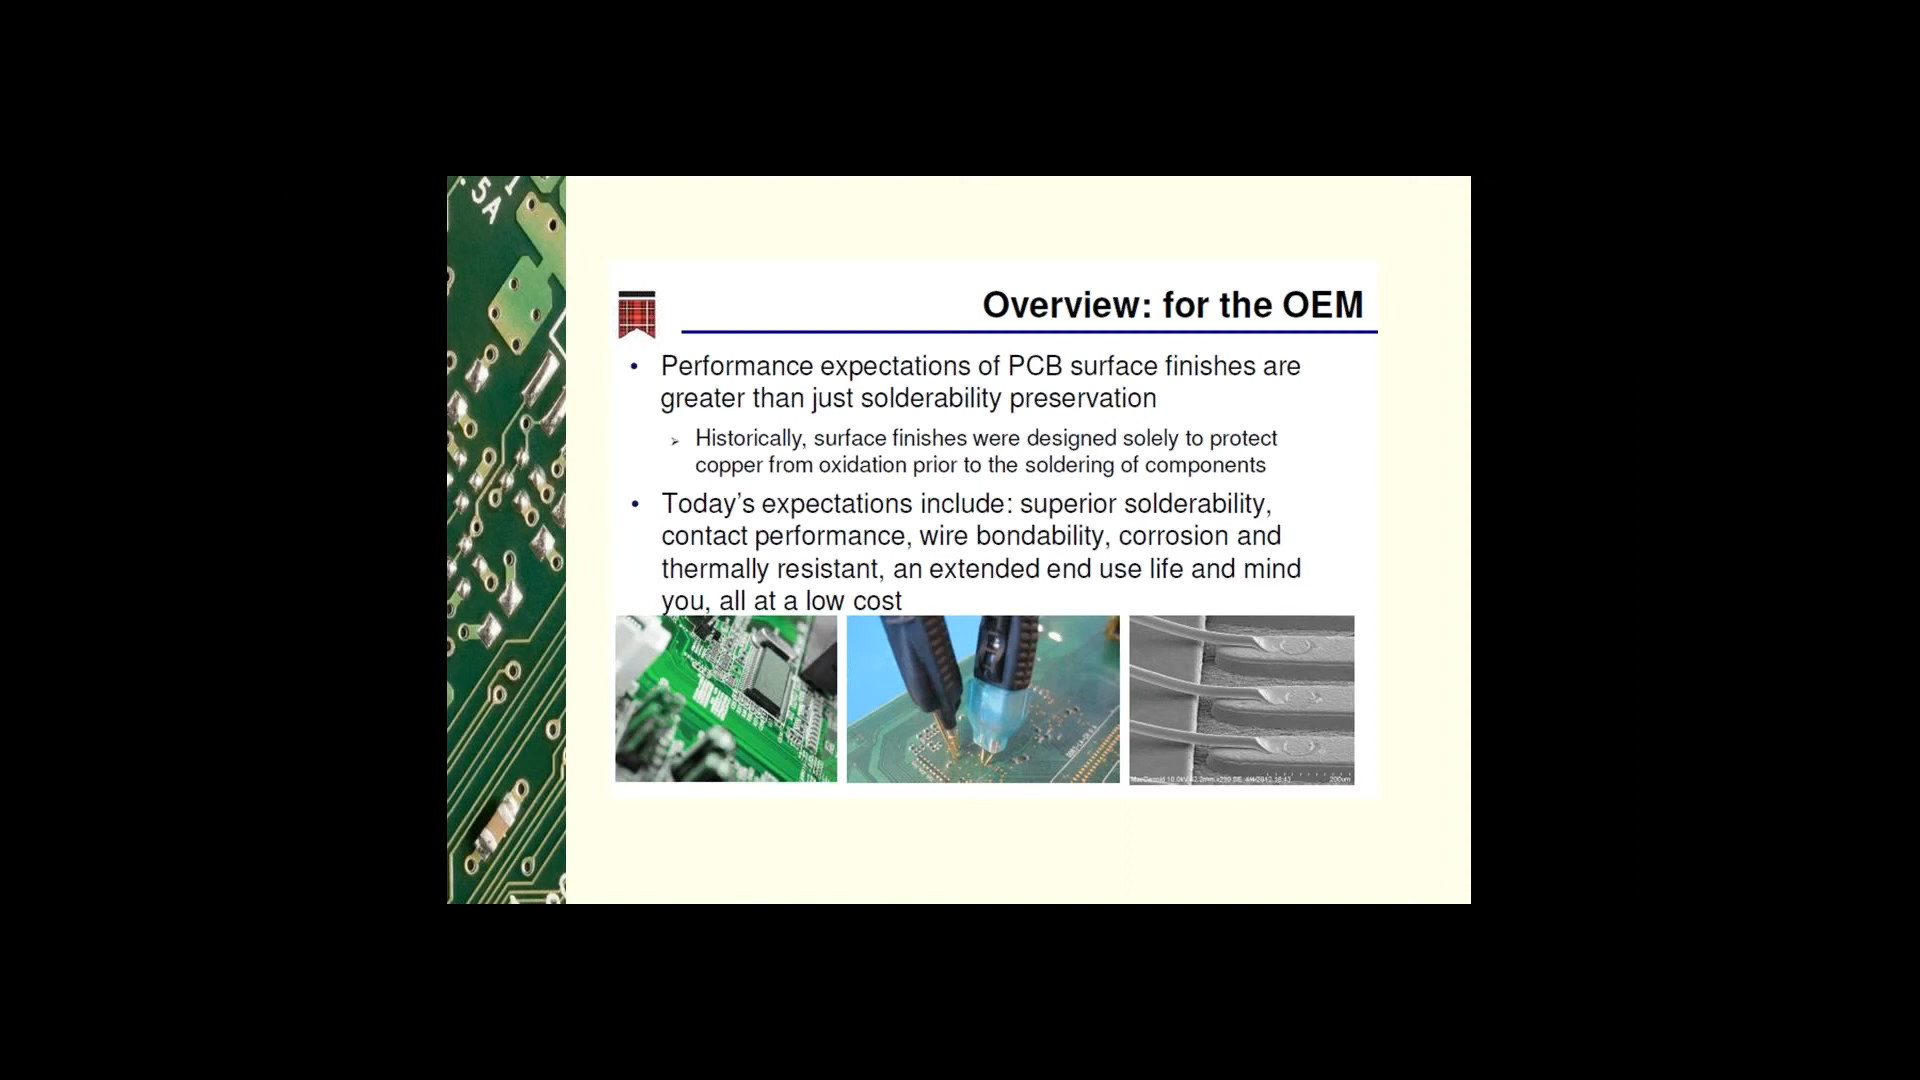 .5A
Overview: for the OEM
• Performance expectations of PCB surface finishes are
greater than just solderability preservation
➢ Historically, surface finishes were designed solely to protect
copper from oxidation prior to the soldering of components
• Today’s expectations include: superior solderability,
contact performance, wire bondability, corrosion and
thermally resistant, an extended end use life and mind
you, all at a low cost
200um